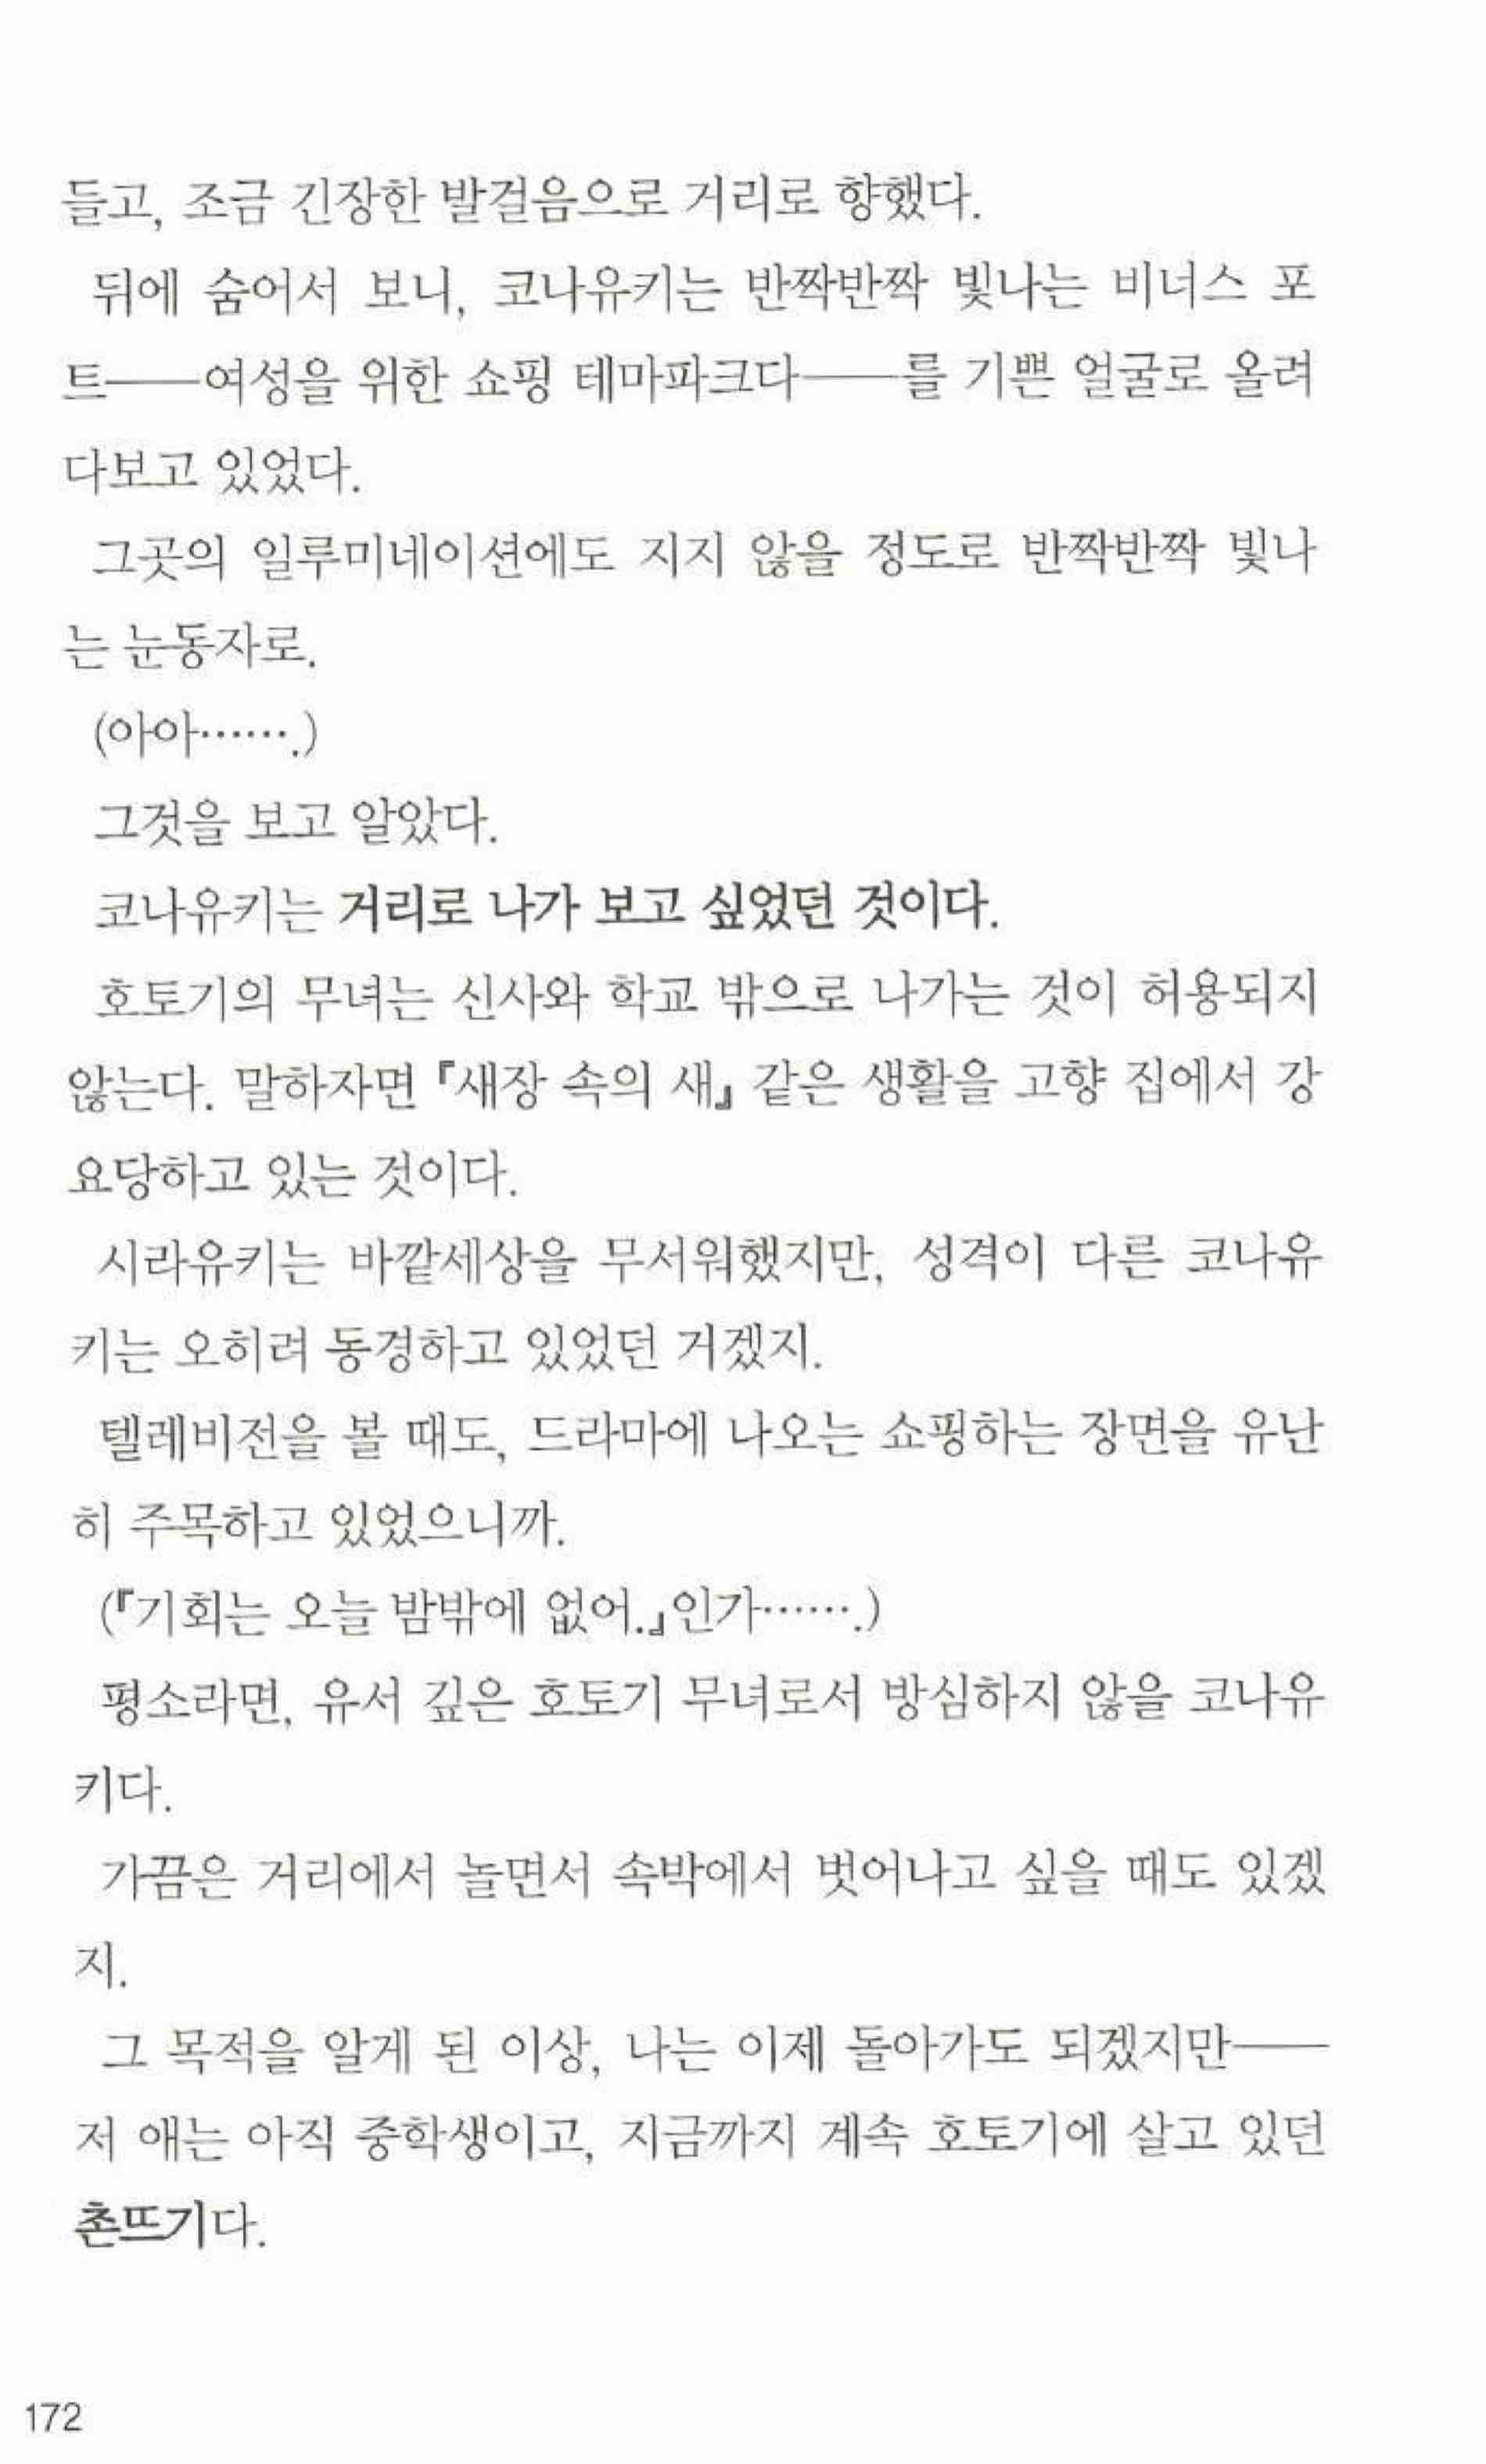 들고, 조금 긴장한 발걸음으로 거리로 향했다.
뒤에 숨어서 보니, 코나유키는 반짝반짝 빛나는 비너스 포
트――여성을 위한 쇼핑 테마파크다――를 기쁜 얼굴로 올려
다보고 있었다.
그곳의 일루미네이션에도 지지 않을 정도로 반짝반짝 빛나
는 눈동자로.
(아아…….)
그것을 보고 알았다.
코나유키는 거리로 나가 보고 싶었던 것이다.
호토기의 무녀는 신사와 학교 밖으로 나가는 것이 허용되지
않는다. 말하자면 『새장 속의 새』 같은 생활을 고향 집에서 강
요당하고 있는 것이다.
시라유키는 바깥세상을 무서워했지만, 성격이 다른 코나유
키는 오히려 동경하고 있었던 거겠지.
텔레비전을 볼 때도, 드라마에 나오는 쇼핑하는 장면을 유난
히 주목하고 있었으니까.
(『기회는 오늘 밤밖에 없어.』인가…….)
평소라면, 유서 깊은 호토기 무녀로서 방심하지 않을 코나유
키다.
가끔은 거리에서 놀면서 속박에서 벗어나고 싶을 때도 있겠
지.
그 목적을 알게 된 이상, 나는 이제 돌아가도 되겠지만――
저 애는 아직 중학생이고, 지금까지 계속 호토기에 살고 있던
촌뜨기다.
172